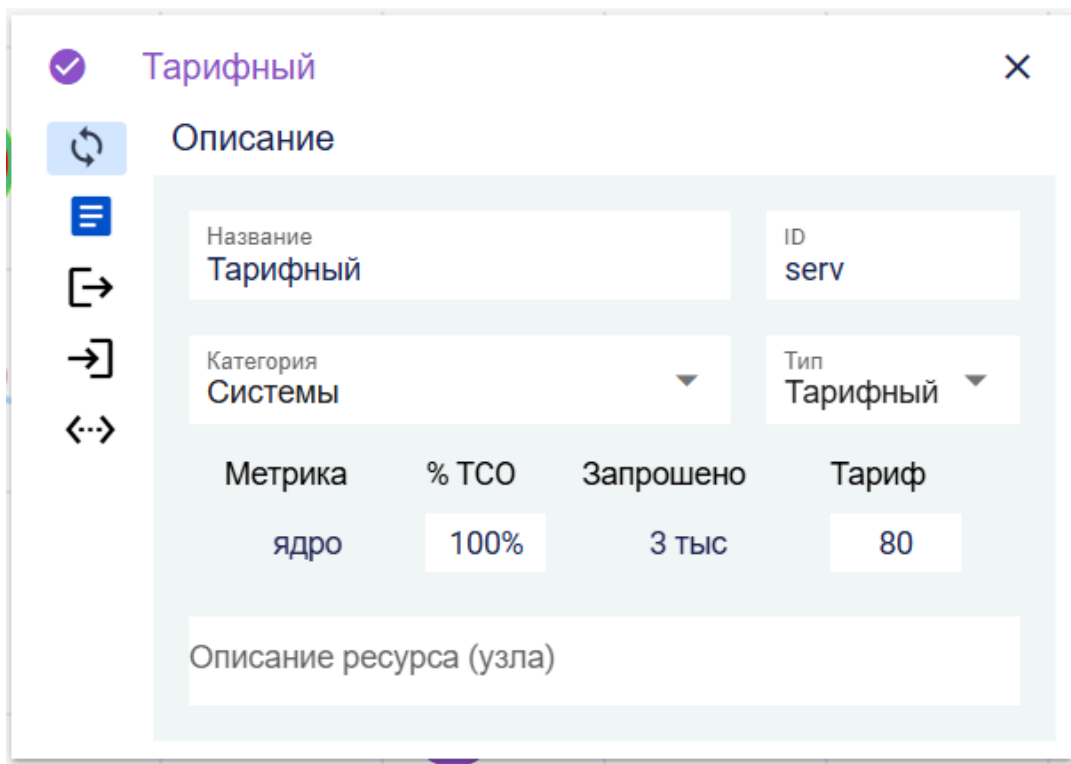 Тарифный
Описание
Название
Тарифный
ID
serv
Категория
Системы
Тип
Тарифный
Метрика % TCO Запрошено Тариф
ядро 100% 3 тыс 80
Описание ресурса (узла)